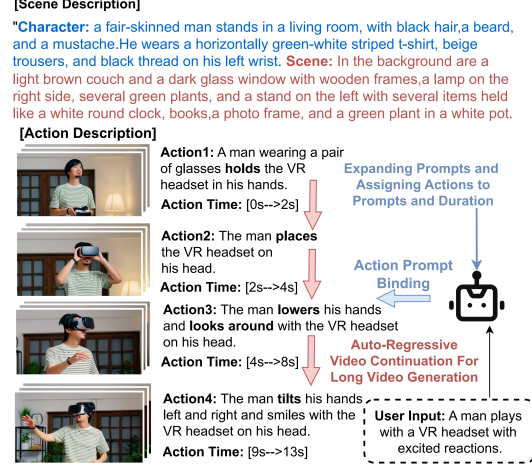 [Scene Description]
"Character: a fair-skinned man stands in a living room, with black hair,a beard,
and a mustache.He wears a horizontally green-white striped t-shirt, beige
trousers, and black thread on his left wrist. Scene: In the background are a
light brown couch and a dark glass window with wooden frames,a lamp on the
right side, several green plants, and a stand on the left with several items held
like a white round clock, books,a photo frame, and a green plant in a white pot.
[Action Description]
Action1: A man wearing a pair
of glasses holds the VR
headset in his hands.
Action Time: [0s-->2s]
Expanding Prompts and
Assigning Actions to
Prompts and Duration
Action2: The man places
the VR headset on
his head.
Action Time: [2s-->4s]
Action Prompt
Binding
Action3: The man lowers his hands
and looks around with the VR headset
on his head.
Action Time: [4s-->8s]
Auto-Regressive
Video Continuation For
Long Video Generation
Action4: The man tilts his hands
left and right and smiles with the
VR headset on his head.
Action Time: [9s-->13s]
User Input: A man plays
with a VR headset with
excited reactions.